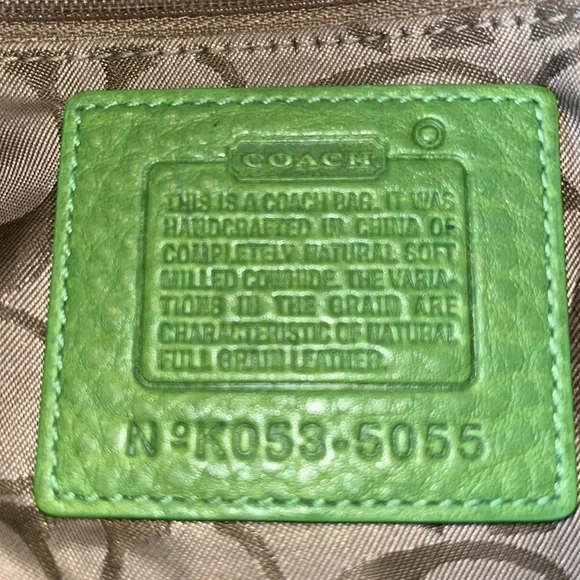 COACH
THIS IS A COACH BAG. IT WAS
HANDCRAFTED IN CHINA OF
COMPLETELY NATURAL SOFT
MILLED COWHIDE. THE VARIA-
TIONS IN THE GRAIN ARE
CHARACTERISTIC OF NATURAL
FULL GRAIN LEATHER.
NºK053-5055